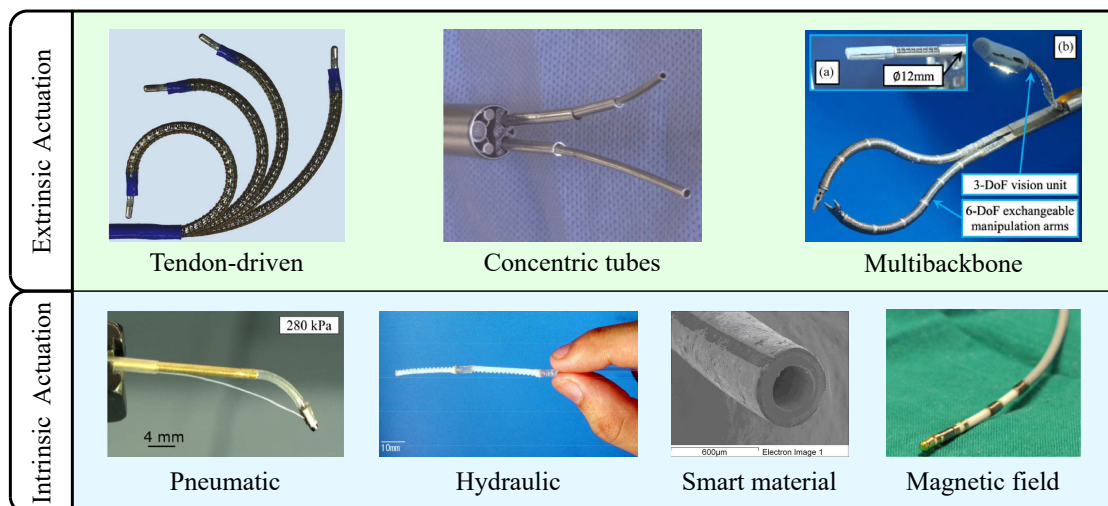 Extrinsic Actuation
(a)
(b)
Ø12mm
3-DoF vision unit
6-DoF exchangeable
manipulation arms
Tendon-driven
Concentric tubes
Multibackbone
Intrinsic Actuation
280 kPa
4 mm
10mm
600μm
Electron Image 1
Pneumatic
Hydraulic
Smart material
Magnetic field